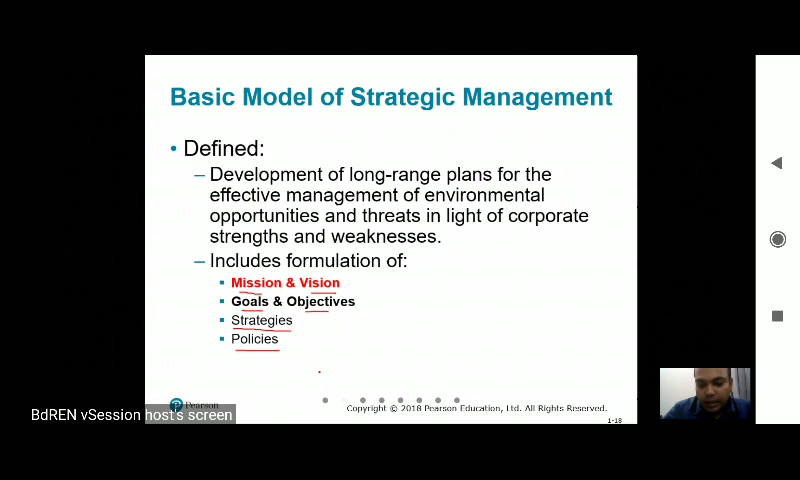 Basic Model of Strategic Management
• Defined:
– Development of long-range plans for the
effective management of environmental
opportunities and threats in light of corporate
strengths and weaknesses.
– Includes formulation of:
▪ Mission & Vision
▪ Goals & Objectives
▪ Strategies
▪ Policies
Pearson
BdREN vSession host's screen
Copyright © 2018 Pearson Education, Ltd. All Rights Reserved.
1-18